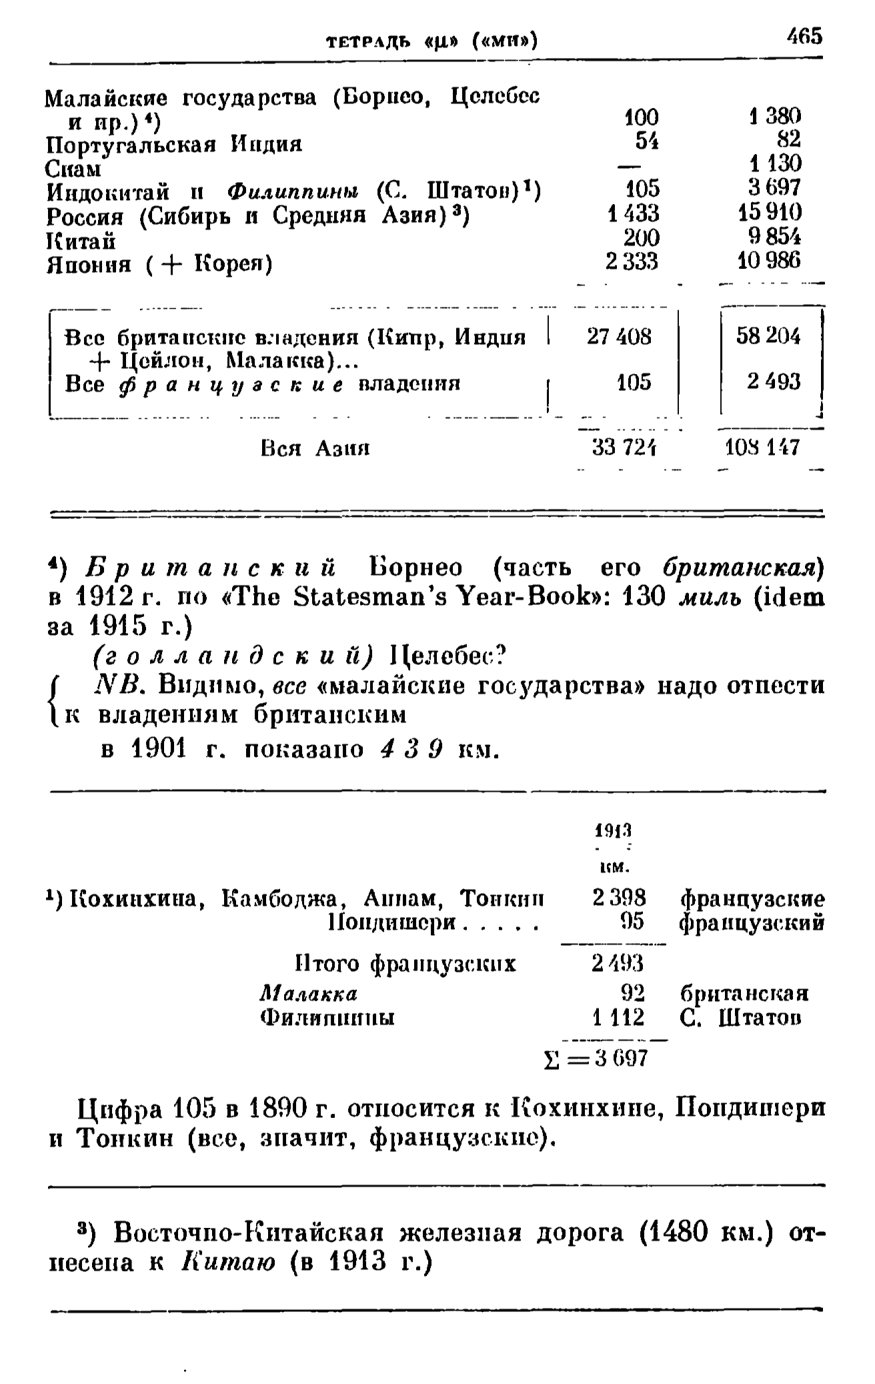 ТЕТРАДЬ «μ» («МИ») 465
Малайские государства (Борнео, Целебес
и пр.)⁴) 100 1 380
Португальская Индия 54 82
Сиам — 1 130
Индокитай и Филиппины (С. Штатов)¹) 105 3 697
Россия (Сибирь и Средняя Азия)³) 1 433 15 910
Китай 200 9 854
Япония (+ Корея) 2 333 10 986
Все британские владения (Кипр, Индия 27 408 58 204
+ Цейлон, Малакка)...
Все французские владения 105 2 493
Вся Азия 33 724 108 147
⁴) Британский Борнео (часть его британская)
в 1912 г. по «The Statesman's Year-Book»: 130 миль (idem
за 1915 г.)
(голландский) Целебес?
NB. Видимо, все «малайские государства» надо отнести
к владениям британским
в 1901 г. показано 439 км.
1913
км.
¹) Кохинхина, Камбоджа, Аннам, Тонкин 2 398 французские
Пондишери..... 95 французский
Итого французских 2 493
Малакка 92 британская
Филиппины 1 112 С. Штатов
Σ = 3 697
Цифра 105 в 1890 г. относится к Кохинхине, Пондишери
и Тонкин (все, значит, французские).
³) Восточно-Китайская железная дорога (1480 км.) от-
несена к Китаю (в 1913 г.)